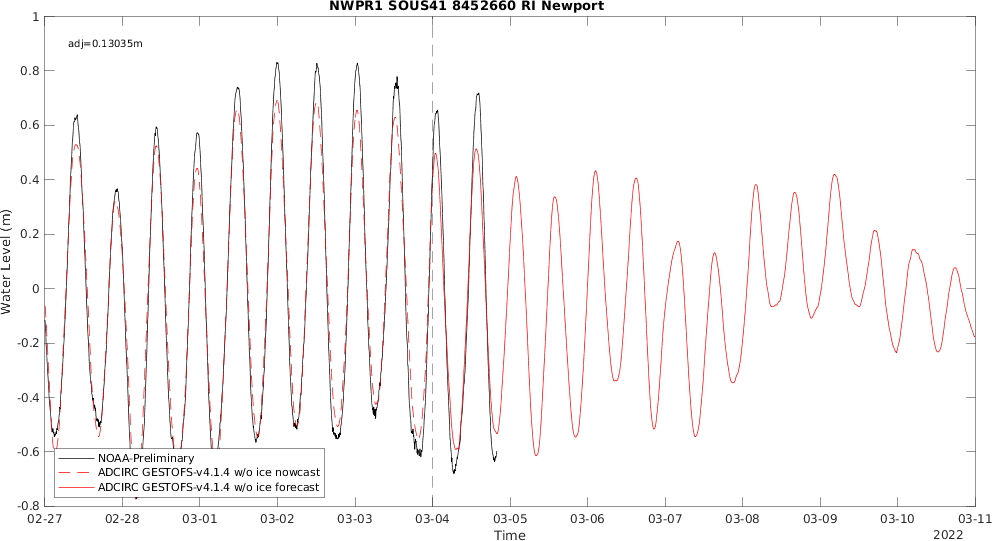 NWPR1 SOUS41 8452660 RI Newport
adj=0.13035m
1
0.8
0.6
0.4
0.2
0
-0.2
-0.4
-0.6
-0.8
Water Level (m)
NOAA-Preliminary
ADCIRC GESTOFS-v4.1.4 w/o ice nowcast
ADCIRC GESTOFS-v4.1.4 w/o ice forecast
02-27 02-28 03-01 03-02 03-03 03-04 03-05 03-06 03-07 03-08 03-09 03-10 03-11
Time
2022